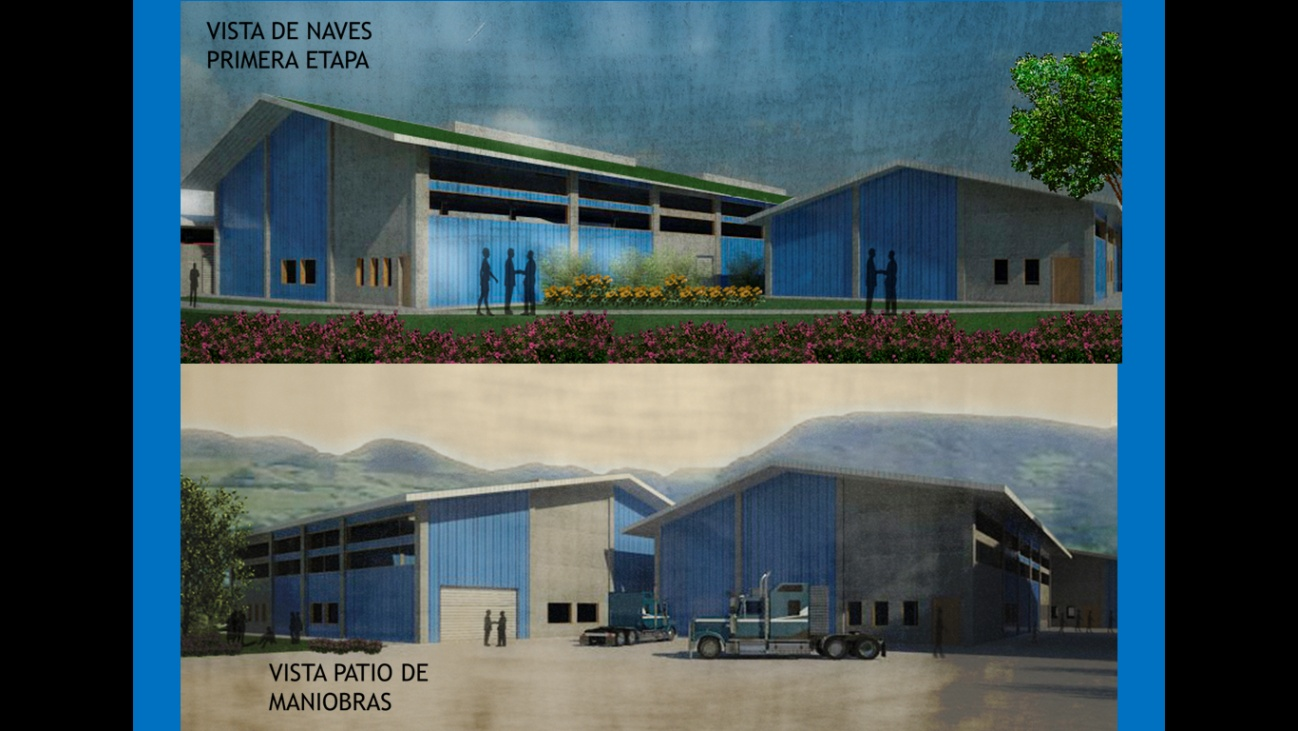 VISTA DE NAVES
PRIMERA ETAPA
VISTA PATIO DE
MANIOBRAS